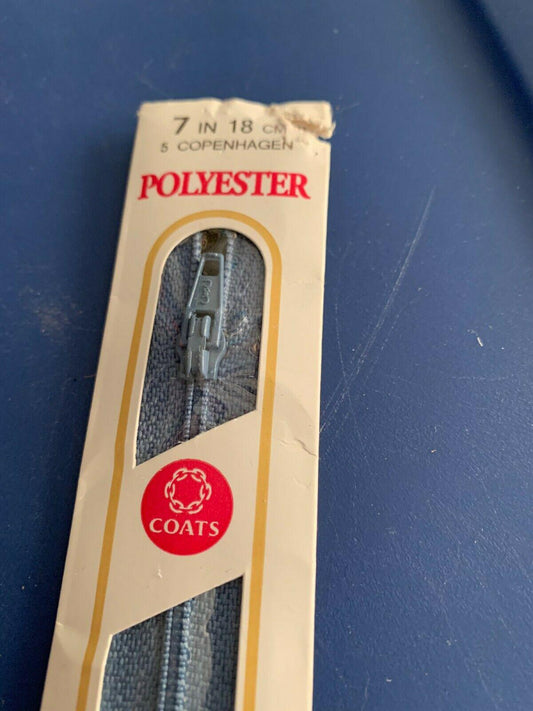 7 IN 18 CM
5 COPENHAGEN
POLYESTER
COATS